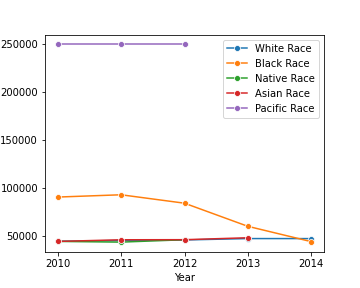 250000
200000
150000
100000
50000
White Race
Black Race
Native Race
Asian Race
Pacific Race
2010 2011 2012 2013 2014
Year